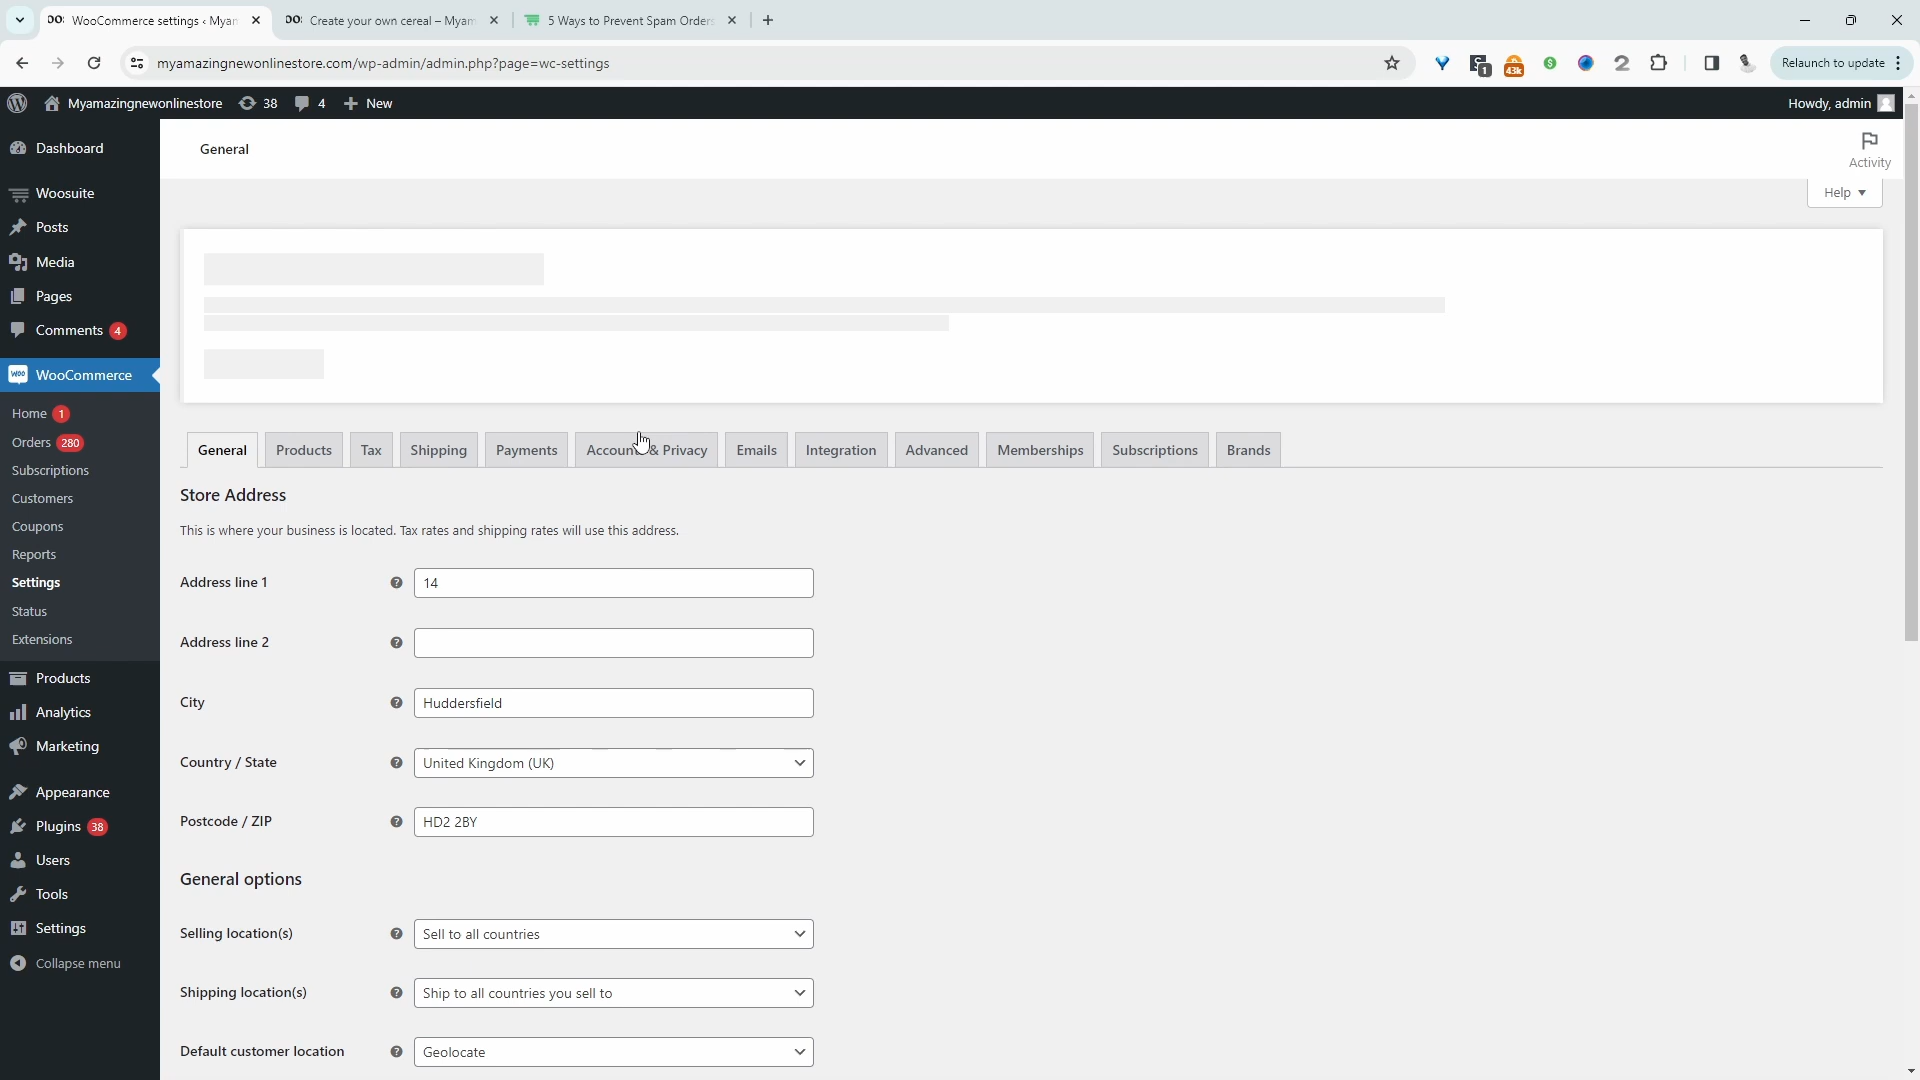 WooCommerce settings ‹ Myam
Create your own cereal – Myam
5 Ways to Prevent Spam Orders
myamazingnewonlinestore.com/wp-admin/admin.php?page=wc-settings
1
43k
Relaunch to update
Myamazingnewonlinestore
38
4
New
Howdy, admin
Dashboard
Woosuite
Posts
Media
Pages
Comments 4
WooCommerce
Home 1
Orders 280
Subscriptions
Customers
Coupons
Reports
Settings
Status
Extensions
Products
Analytics
Marketing
Appearance
Plugins 38
Users
Tools
Settings
Collapse menu
General
Activity
Help
General Products Tax Shipping Payments Accounts & Privacy Emails Integration Advanced Memberships Subscriptions Brands
Store Address
This is where your business is located. Tax rates and shipping rates will use this address.
Address line 1 14
Address line 2
City Huddersfield
Country / State United Kingdom (UK)
Postcode / ZIP HD2 2BY
General options
Selling location(s) Sell to all countries
Shipping location(s) Ship to all countries you sell to
Default customer location Geolocate